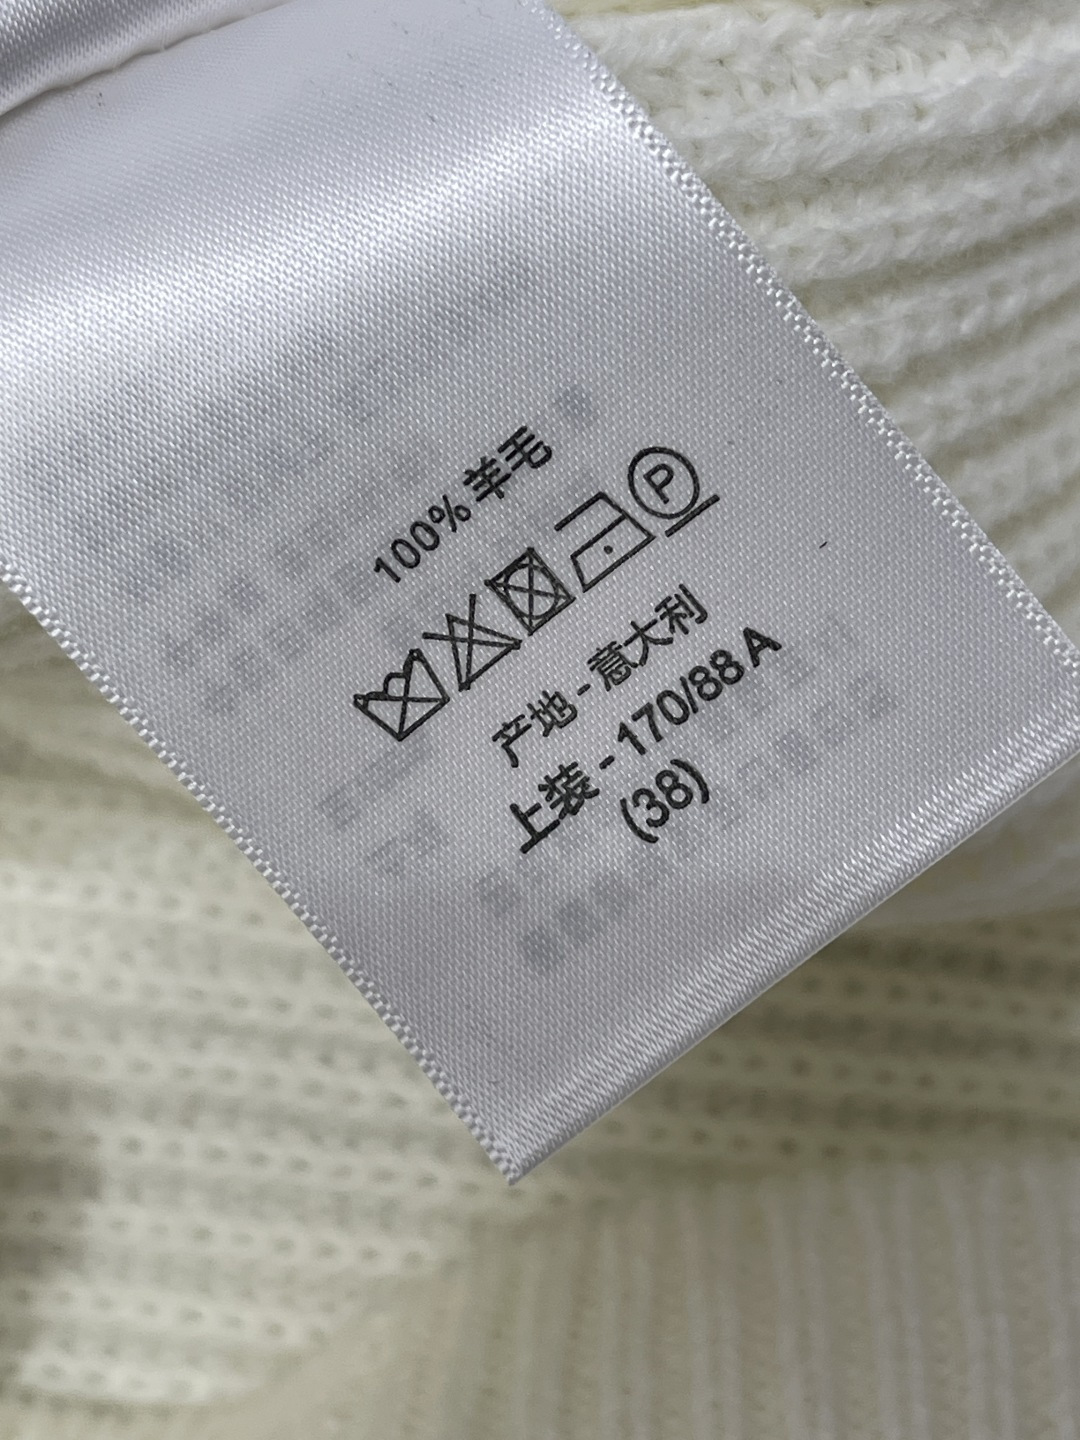 100% 羊毛
P
产地 - 意大利
上装 - 170/88 A
(38)